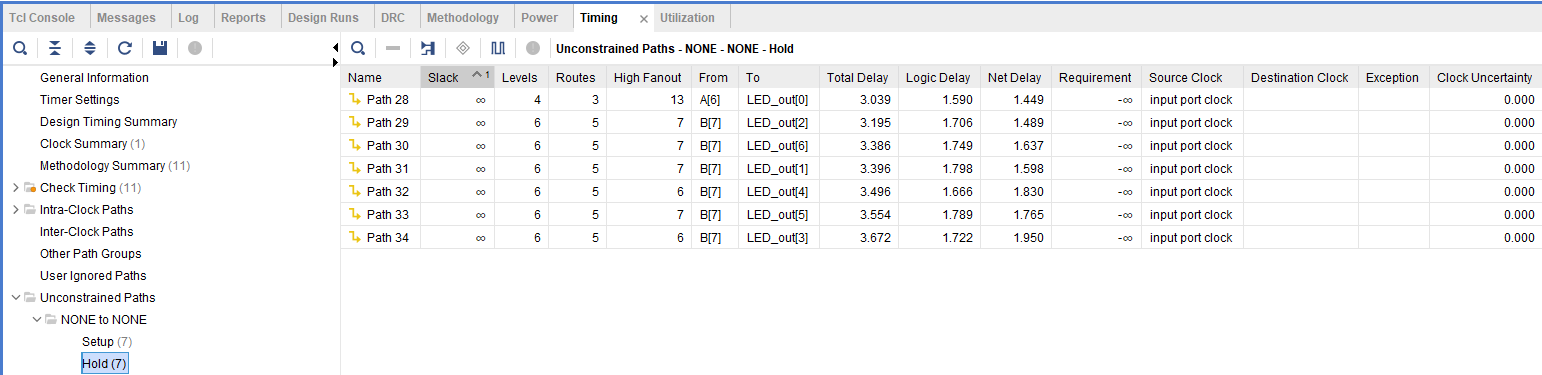 Tcl Console Messages Log Reports Design Runs DRC Methodology Power Timing × Utilization
Unconstrained Paths - NONE - NONE - Hold
General Information
Timer Settings
Design Timing Summary
Clock Summary (1)
Methodology Summary (11)
Check Timing (11)
Intra-Clock Paths
Inter-Clock Paths
Other Path Groups
User Ignored Paths
Unconstrained Paths
NONE to NONE
Setup (7)
Hold (7)
Name Slack 1 Levels Routes High Fanout From To Total Delay Logic Delay Net Delay Requirement Source Clock Destination Clock Exception Clock Uncertainty
Path 28 ∞ 4 3 13 A[6] LED_out[0] 3.039 1.590 1.449 -∞ input port clock 0.000
Path 29 ∞ 6 5 7 B[7] LED_out[2] 3.195 1.706 1.489 -∞ input port clock 0.000
Path 30 ∞ 6 5 7 B[7] LED_out[6] 3.386 1.749 1.637 -∞ input port clock 0.000
Path 31 ∞ 6 5 7 B[7] LED_out[1] 3.396 1.798 1.598 -∞ input port clock 0.000
Path 32 ∞ 6 5 6 B[7] LED_out[4] 3.496 1.666 1.830 -∞ input port clock 0.000
Path 33 ∞ 6 5 7 B[7] LED_out[5] 3.554 1.789 1.765 -∞ input port clock 0.000
Path 34 ∞ 6 5 6 B[7] LED_out[3] 3.672 1.722 1.950 -∞ input port clock 0.000